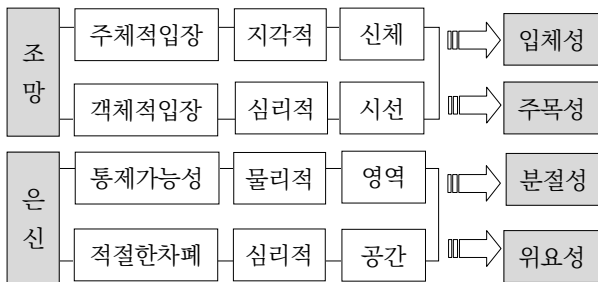 조망
주체적입장 지각적 신체 입체성
객체적입장 심리적 시선 주목성
은신
통제가능성 물리적 영역 분절성
적절한차폐 심리적 공간 위요성